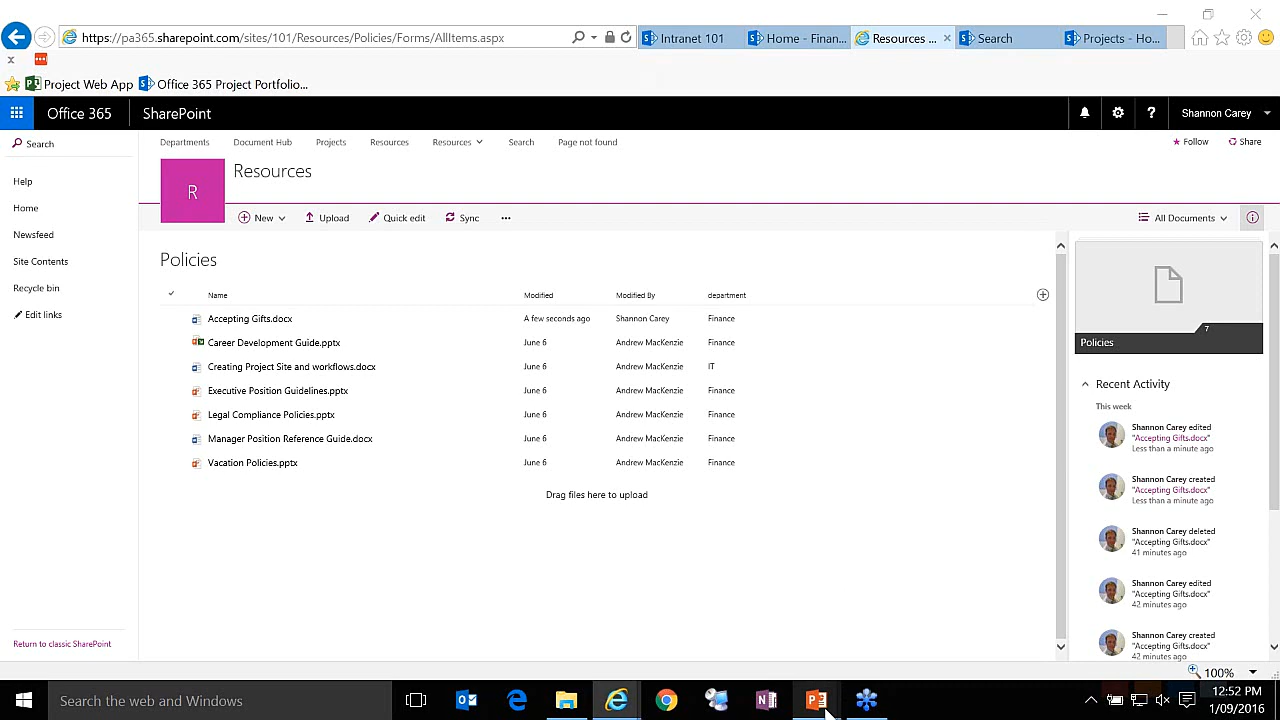 https://pa365.sharepoint.com/sites/101/Resources/Policies/Forms/AllItems.aspx
Intranet 101
Home - Finan...
Resources ...
Search
Projects - Ho...
Project Web App
Office 365 Project Portfolio...
Office 365
SharePoint
Shannon Carey
Search
Departments
Document Hub
Projects
Resources
Resources
Search
Page not found
Follow
Share
R
Resources
Help
Home
Newsfeed
Site Contents
Recycle bin
Edit links
Return to classic SharePoint
New
Upload
Quick edit
Sync
All Documents
Policies
Name Modified Modified By department
Accepting Gifts.docx A few seconds ago Shannon Carey Finance
Career Development Guide.pptx June 6 Andrew MacKenzie Finance
Creating Project Site and workflows.docx June 6 Andrew MacKenzie IT
Executive Position Guidelines.pptx June 6 Andrew MacKenzie Finance
Legal Compliance Policies.pptx June 6 Andrew MacKenzie Finance
Manager Position Reference Guide.docx June 6 Andrew MacKenzie Finance
Vacation Policies.pptx June 6 Andrew MacKenzie Finance
Drag files here to upload
7
Policies
Recent Activity
This week
Shannon Carey edited
"Accepting Gifts.docx"
Less than a minute ago
Shannon Carey created
"Accepting Gifts.docx"
Less than a minute ago
Shannon Carey deleted
"Accepting Gifts.docx"
41 minutes ago
Shannon Carey edited
"Accepting Gifts.docx"
42 minutes ago
Shannon Carey created
"Accepting Gifts.docx"
42 minutes ago
100%
Search the web and Windows
12:52 PM
1/09/2016